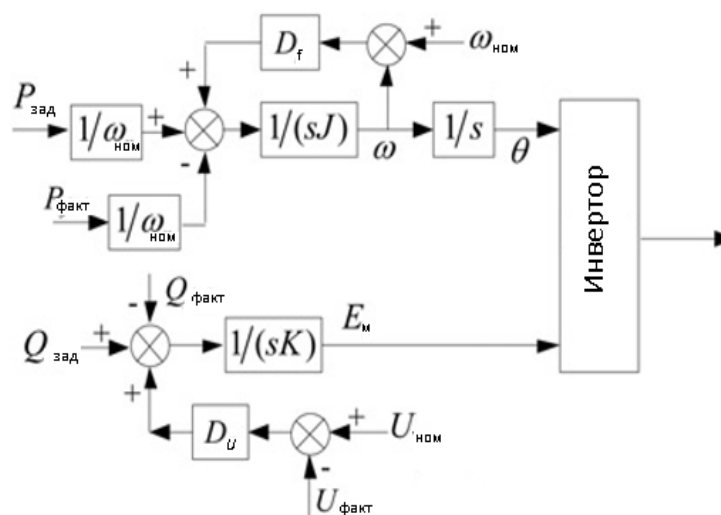 D_f
+
ω_ном
+
P_зад
1/ω_ном
+
-
1/(sJ)
ω
1/s
θ
P_факт
1/ω_ном
Инвертор
-
Q_факт
Q_зад
+
1/(sK)
E_м
+
D_U
+
U_ном
-
U_факт